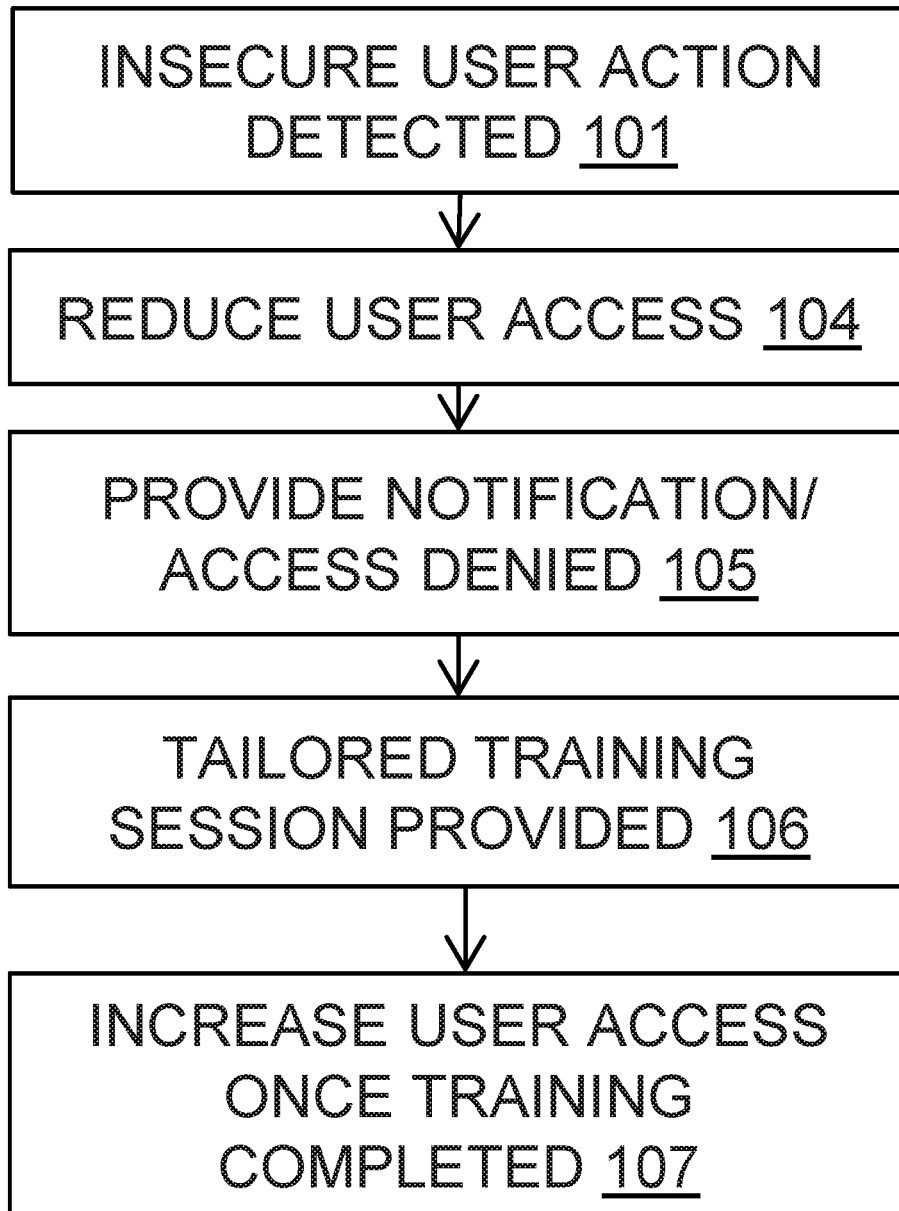 INSECURE USER ACTION
DETECTED 101
REDUCE USER ACCESS 104
PROVIDE NOTIFICATION/
ACCESS DENIED 105
TAILORED TRAINING
SESSION PROVIDED 106
INCREASE USER ACCESS
ONCE TRAINING
COMPLETED 107